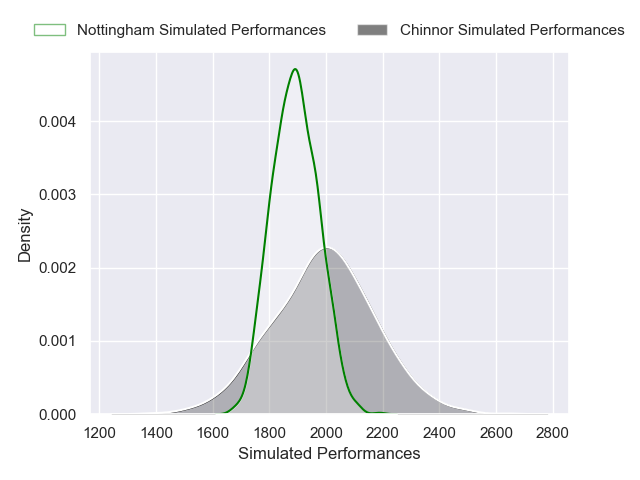 Nottingham Simulated Performances Chinnor Simulated Performances
0.004
0.003
0.002
0.001
0.000
Density
1200 1400 1600 1800 2000 2200 2400 2600 2800
Simulated Performances